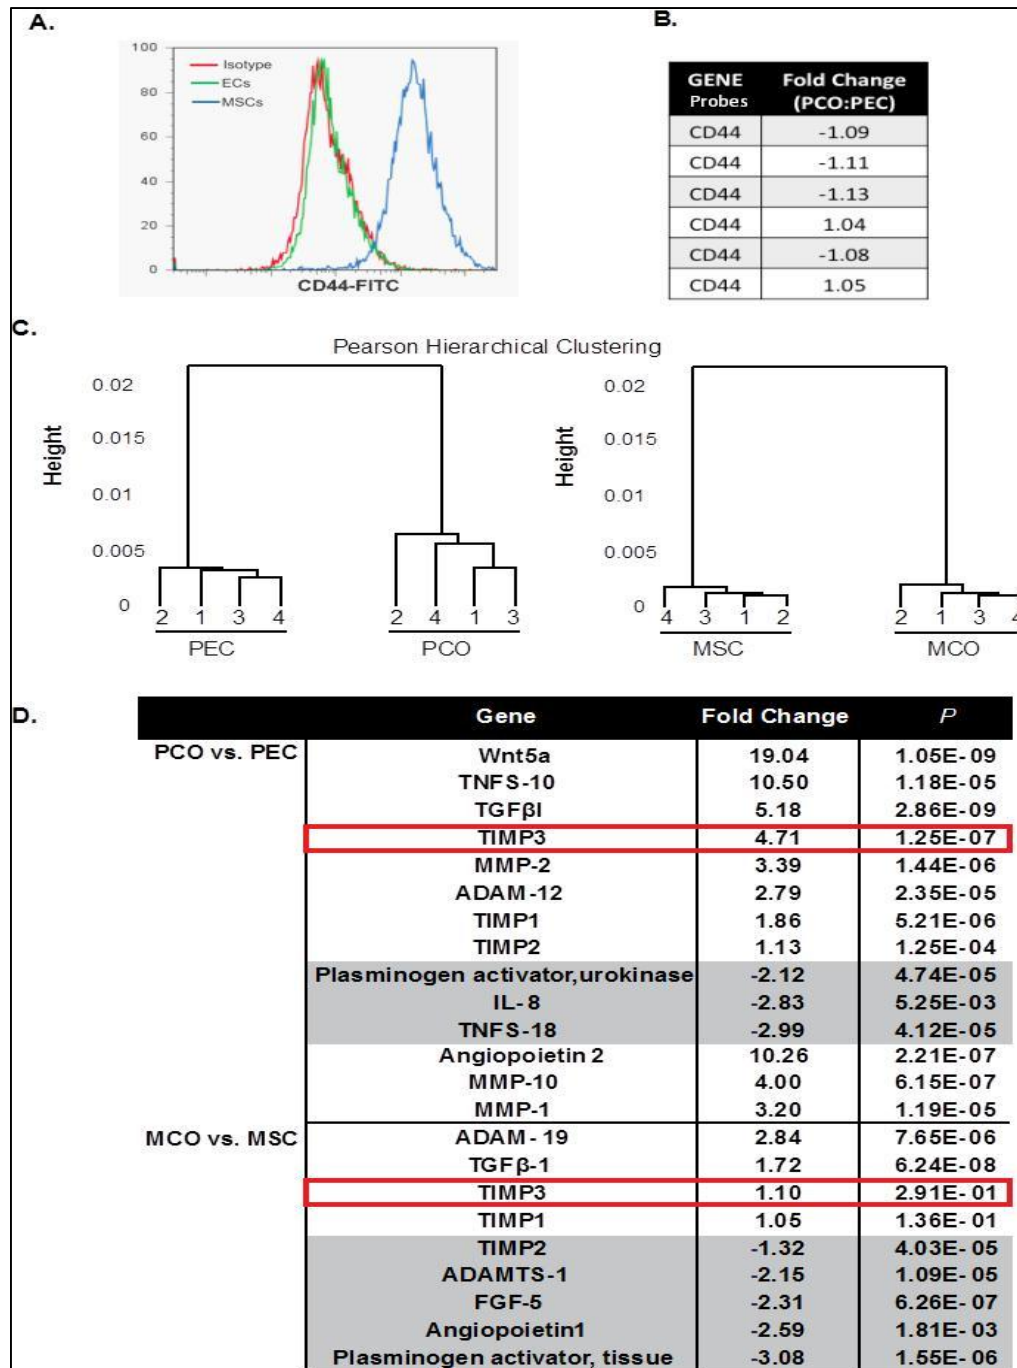 A.
100
80
60
40
20
0
Isotype
ECs
MSCs
CD44-FITC
B.
GENE Probes Fold Change (PCO:PEC)
CD44 -1.09
CD44 -1.11
CD44 -1.13
CD44 1.04
CD44 -1.08
CD44 1.05
C.
Pearson Hierarchical Clustering
Height
0.02
0.015
0.01
0.005
0
2 1 3 4 2 4 1 3
PEC PCO
Height
0.02
0.015
0.01
0.005
0
4 3 1 2 2 1 3 4
MSC MCO
D.
Gene Fold Change P
PCO vs. PEC Wnt5a 19.04 1.05E-09
TNFS-10 10.50 1.18E-05
TGFβI 5.18 2.86E-09
TIMP3 4.71 1.25E-07
MMP-2 3.39 1.44E-06
ADAM-12 2.79 2.35E-05
TIMP1 1.86 5.21E-06
TIMP2 1.13 1.25E-04
Plasminogen activator,urokinase -2.12 4.74E-05
IL-8 -2.83 5.25E-03
TNFS-18 -2.99 4.12E-05
Angiopoietin 2 10.26 2.21E-07
MMP-10 4.00 6.15E-07
MMP-1 3.20 1.19E-05
MCO vs. MSC ADAM-19 2.84 7.65E-06
TGFβ-1 1.72 6.24E-08
TIMP3 1.10 2.91E-01
TIMP1 1.05 1.36E-01
TIMP2 -1.32 4.03E-05
ADAMTS-1 -2.15 1.09E-05
FGF-5 -2.31 6.26E-07
Angiopoietin1 -2.59 1.81E-03
Plasminogen activator, tissue -3.08 1.55E-06